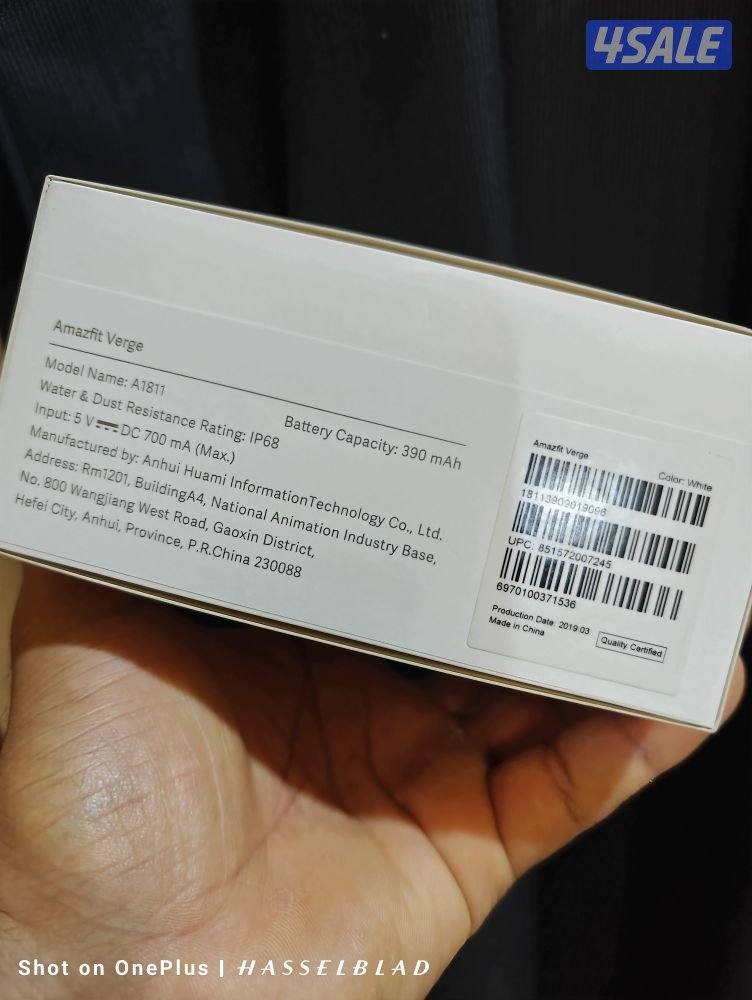 4SALE
Amazfit Verge
Model Name: A1811
Battery Capacity: 390 mAh
Water & Dust Resistance Rating: IP68
Input: 5 V⎓DC 700 mA (Max.)
Manufactured by: Anhui Huami InformationTechnology Co., Ltd.
Address: Rm1201, BuildingA4, National Animation Industry Base,
No. 800 Wangjiang West Road, Gaoxin District,
Hefei City, Anhui, Province, P.R.China 230088
Amazfit Verge
Color: White
18113909019096
UPC: 851572007245
6970100371536
Production Date: 2019.03
Made in China
Quality Certified
Shot on OnePlus | HASSELBLAD